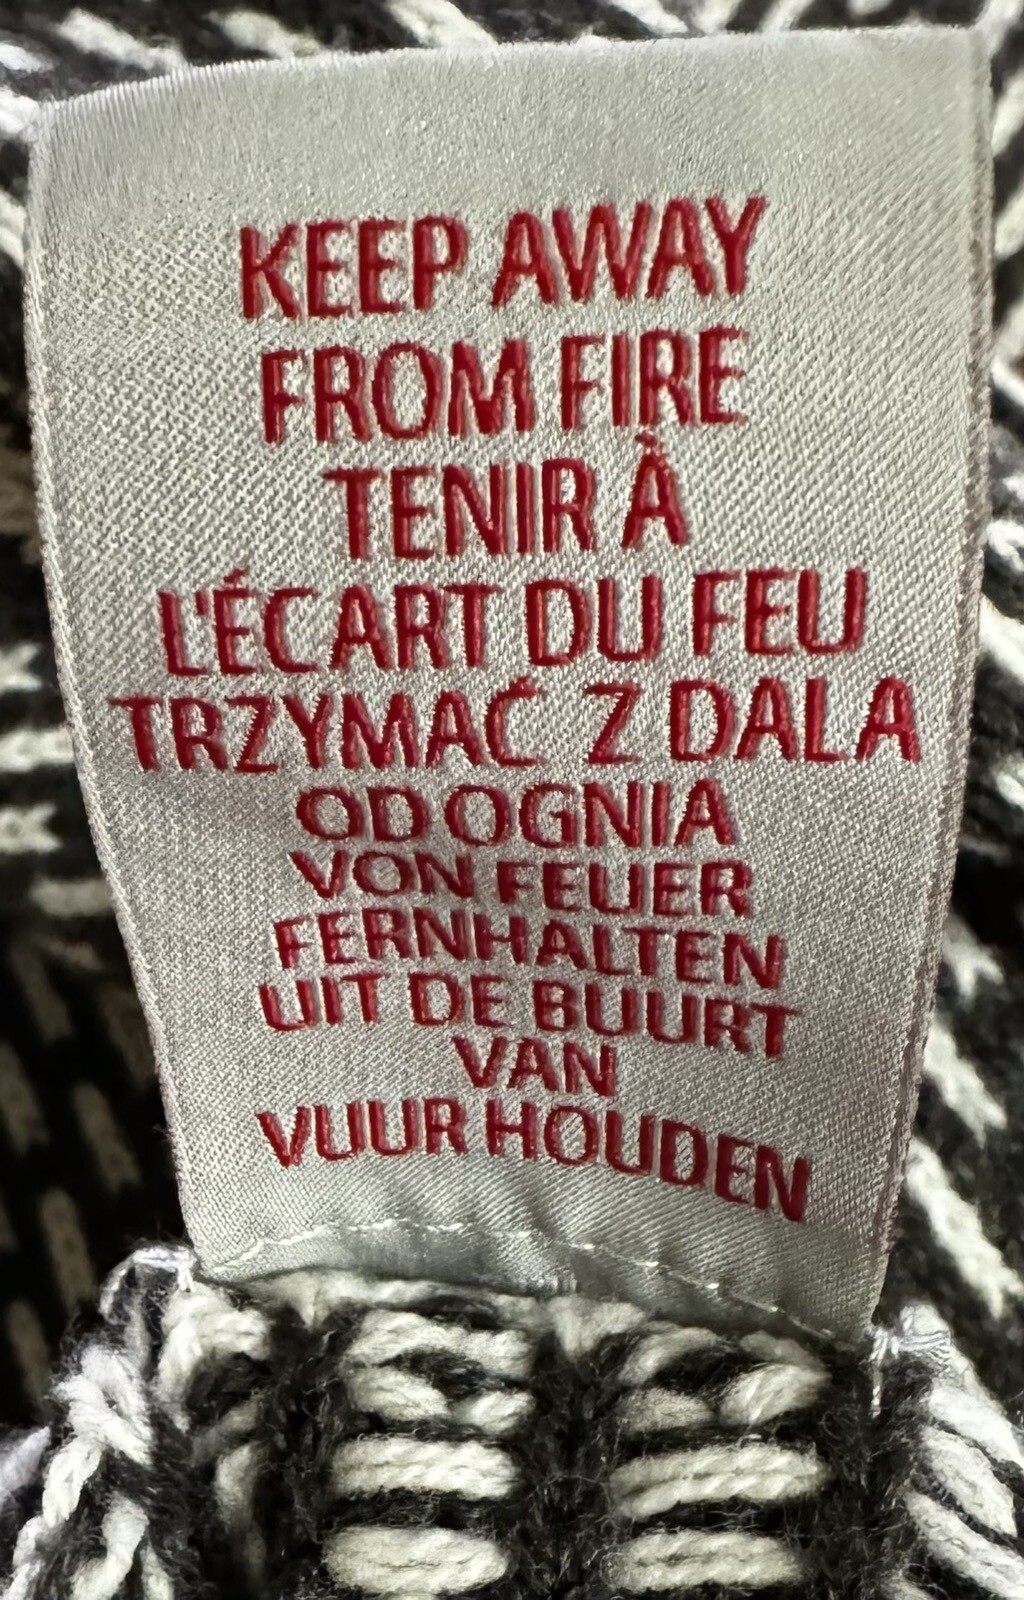 KEEP AWAY
FROM FIRE
TENIR À
L'ÉCART DU FEU
TRZYMAĆ Z DALA
OD OGNIA
VON FEUER
FERNHALTEN
UIT DE BUURT
VAN
VUUR HOUDEN